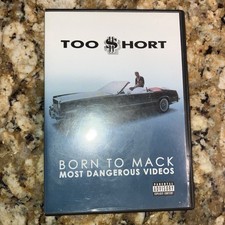 TOO $HORT
BORN TO MACK
MOST DANGEROUS VIDEOS
PARENTAL
ADVISORY
EXPLICIT CONTENT